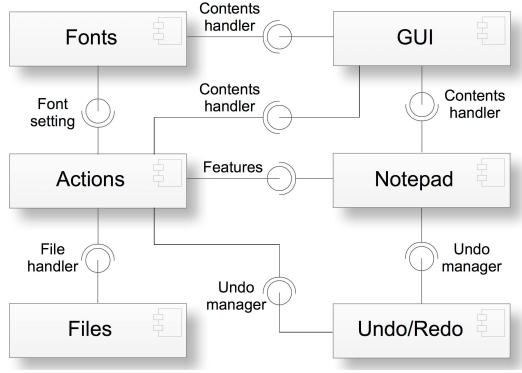 Contents
handler
Fonts
GUI
Contents
handler
Font
setting
Contents
handler
Actions
Features
Notepad
File
handler
Undo
manager
Undo
manager
Files
Undo/Redo